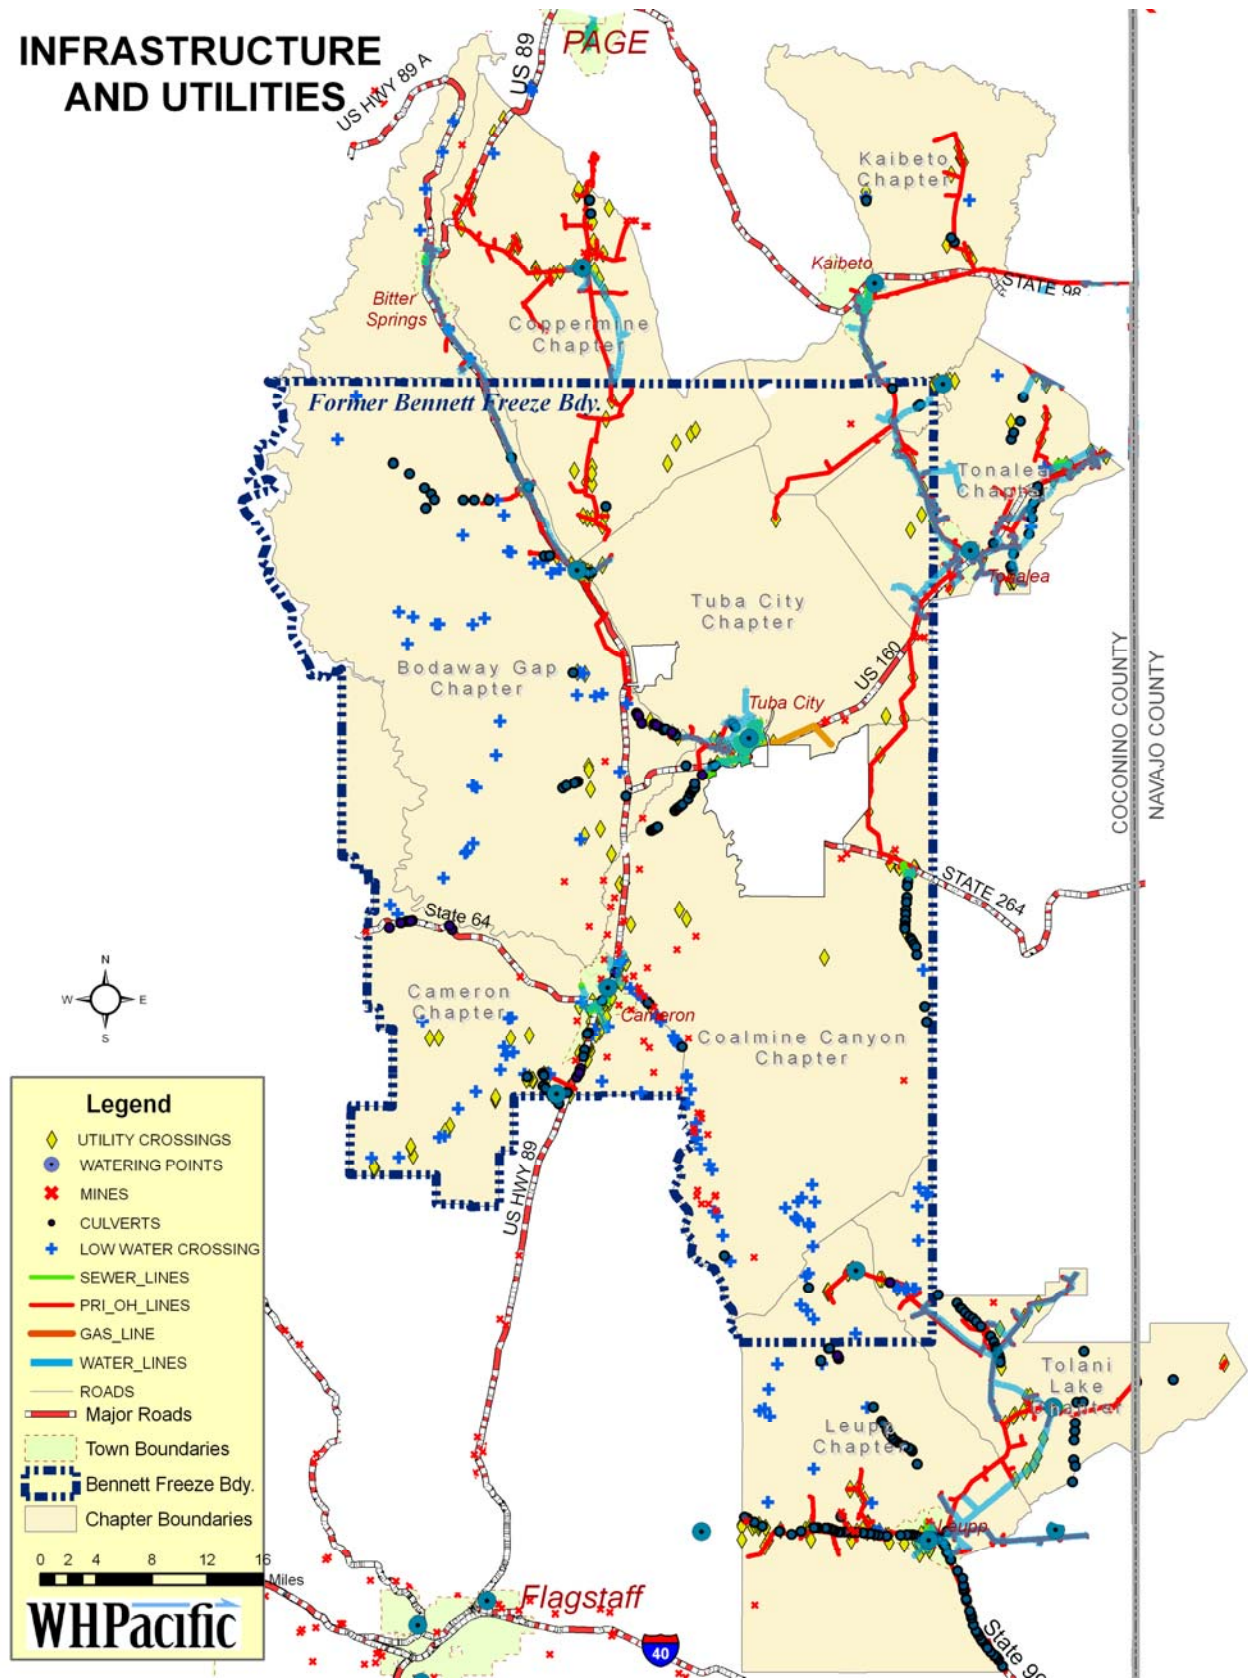 INFRASTRUCTURE
AND UTILITIES
US HWY 89 A
US 89
PAGE
Kaibeto
Chapter
Kaibeto
STATE 98
Bitter
Springs
Coppermine
Chapter
Former Bennett Freeze Bdy.
Tonalea
Chapter
Tonalea
Tuba City
Chapter
US 160
Bodaway Gap
Chapter
Tuba City
COCONINO COUNTY
NAVAJO COUNTY
STATE 264
State 64
N
W
E
S
Cameron
Chapter
Cameron
Coalmine Canyon
Chapter
US HWY 89
Legend
UTILITY CROSSINGS
WATERING POINTS
MINES
CULVERTS
LOW WATER CROSSING
SEWER_LINES
PRI_OH_LINES
GAS_LINE
WATER_LINES
ROADS
Major Roads
Town Boundaries
Bennett Freeze Bdy.
Chapter Boundaries
0 2 4 8 12 16
Miles
WHPacific
Tolani
Lake
Chapter
Leupp
Chapter
Leupp
Flagstaff
40